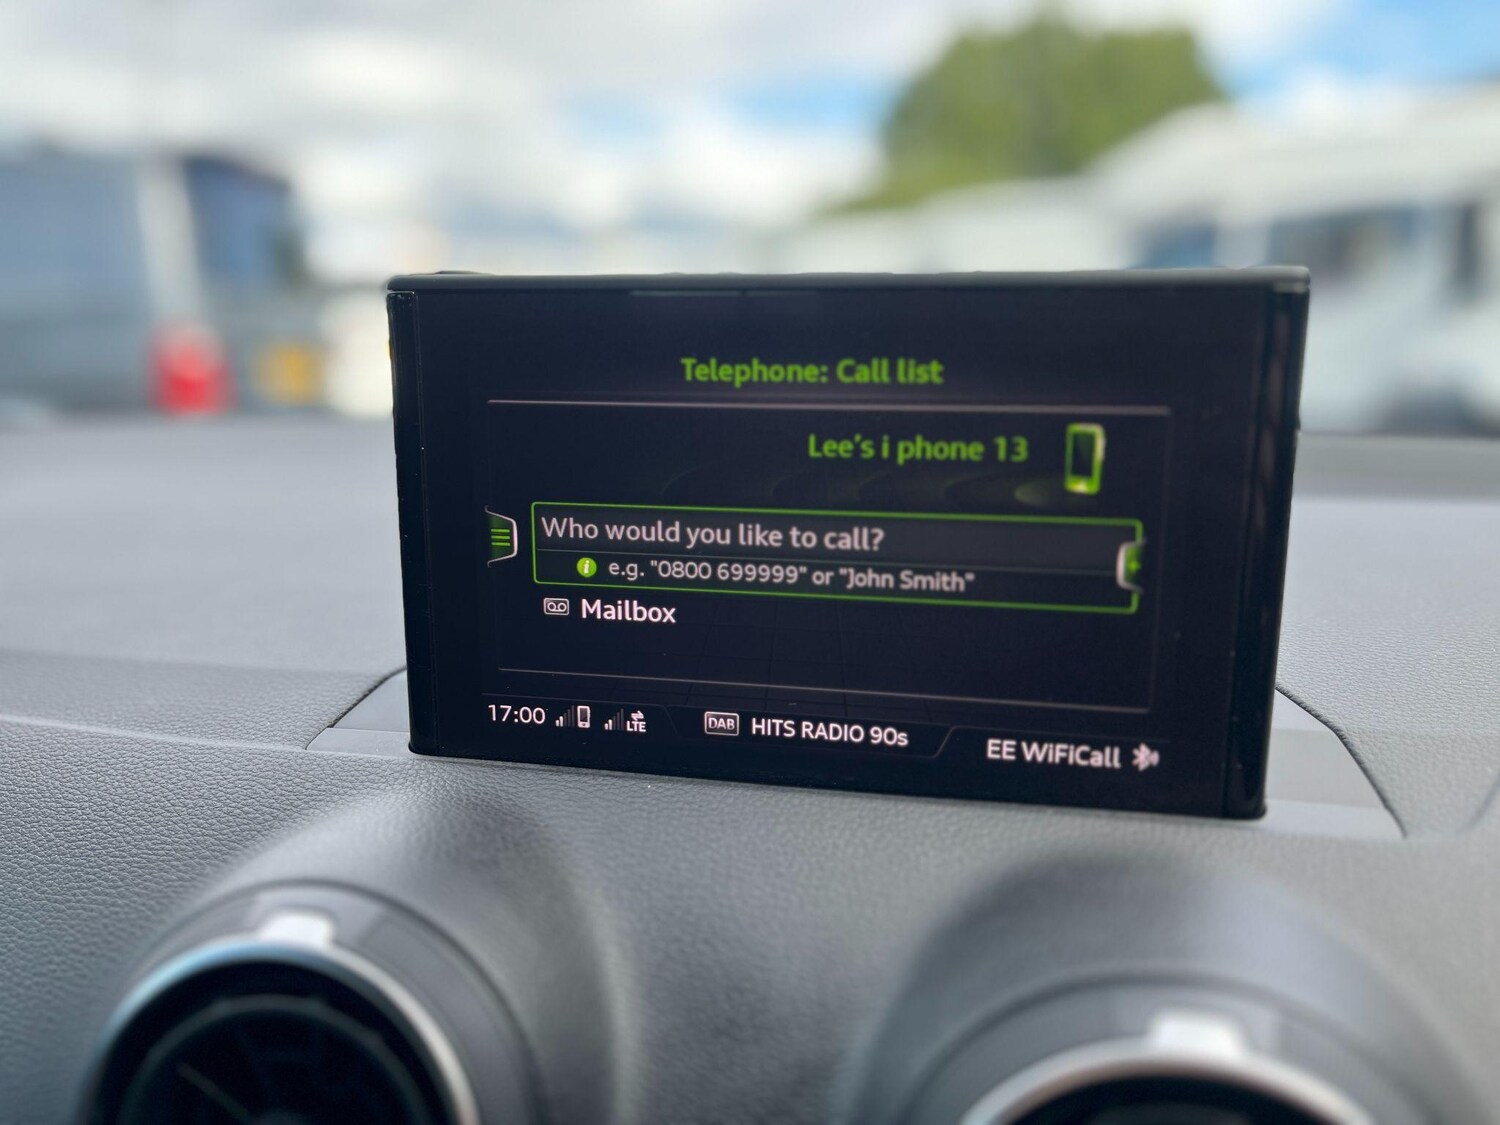 Telephone: Call list
Lee's i phone 13
Who would you like to call?
i e.g. "0800 699999" or "John Smith"
Mailbox
17:00 LTE DAB HITS RADIO 90s EE WiFiCall